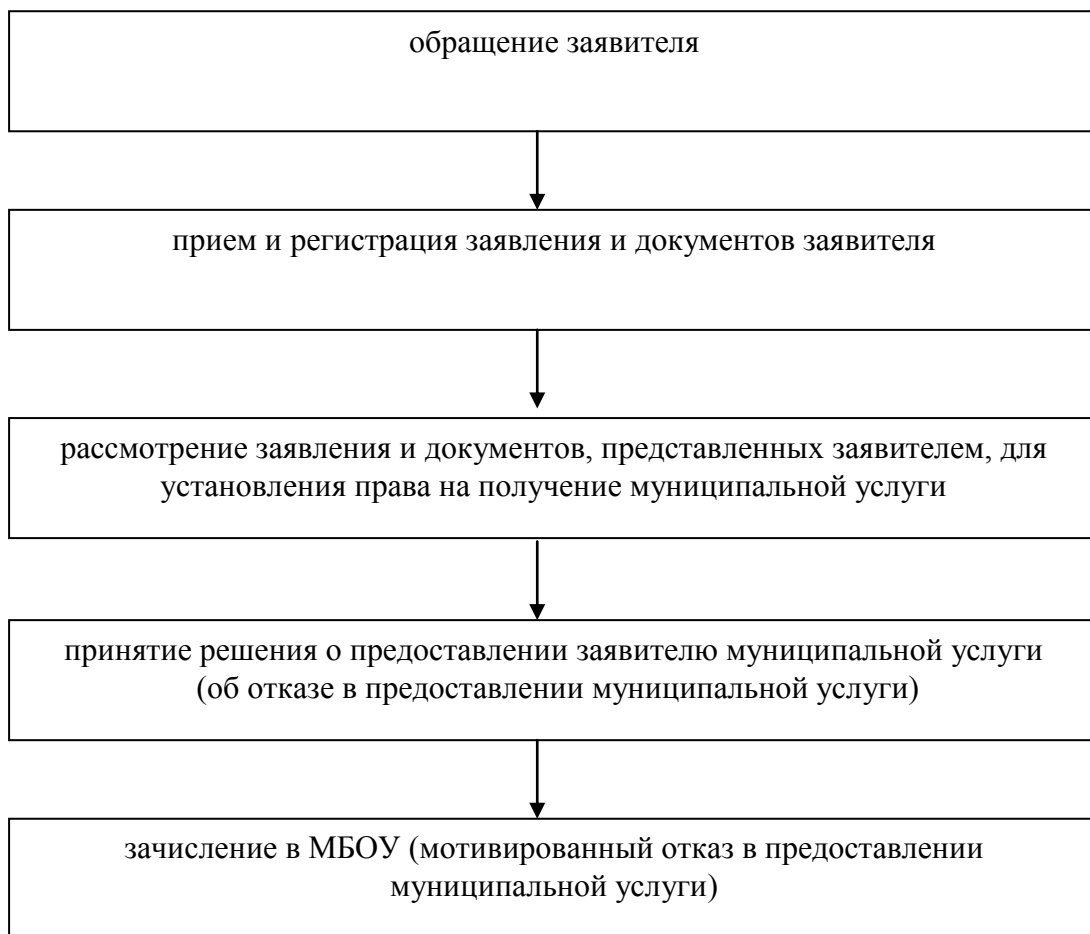 обращение заявителя
прием и регистрация заявления и документов заявителя
рассмотрение заявления и документов, представленных заявителем, для
установления права на получение муниципальной услуги
принятие решения о предоставлении заявителю муниципальной услуги
(об отказе в предоставлении муниципальной услуги)
зачисление в МБОУ (мотивированный отказ в предоставлении
муниципальной услуги)